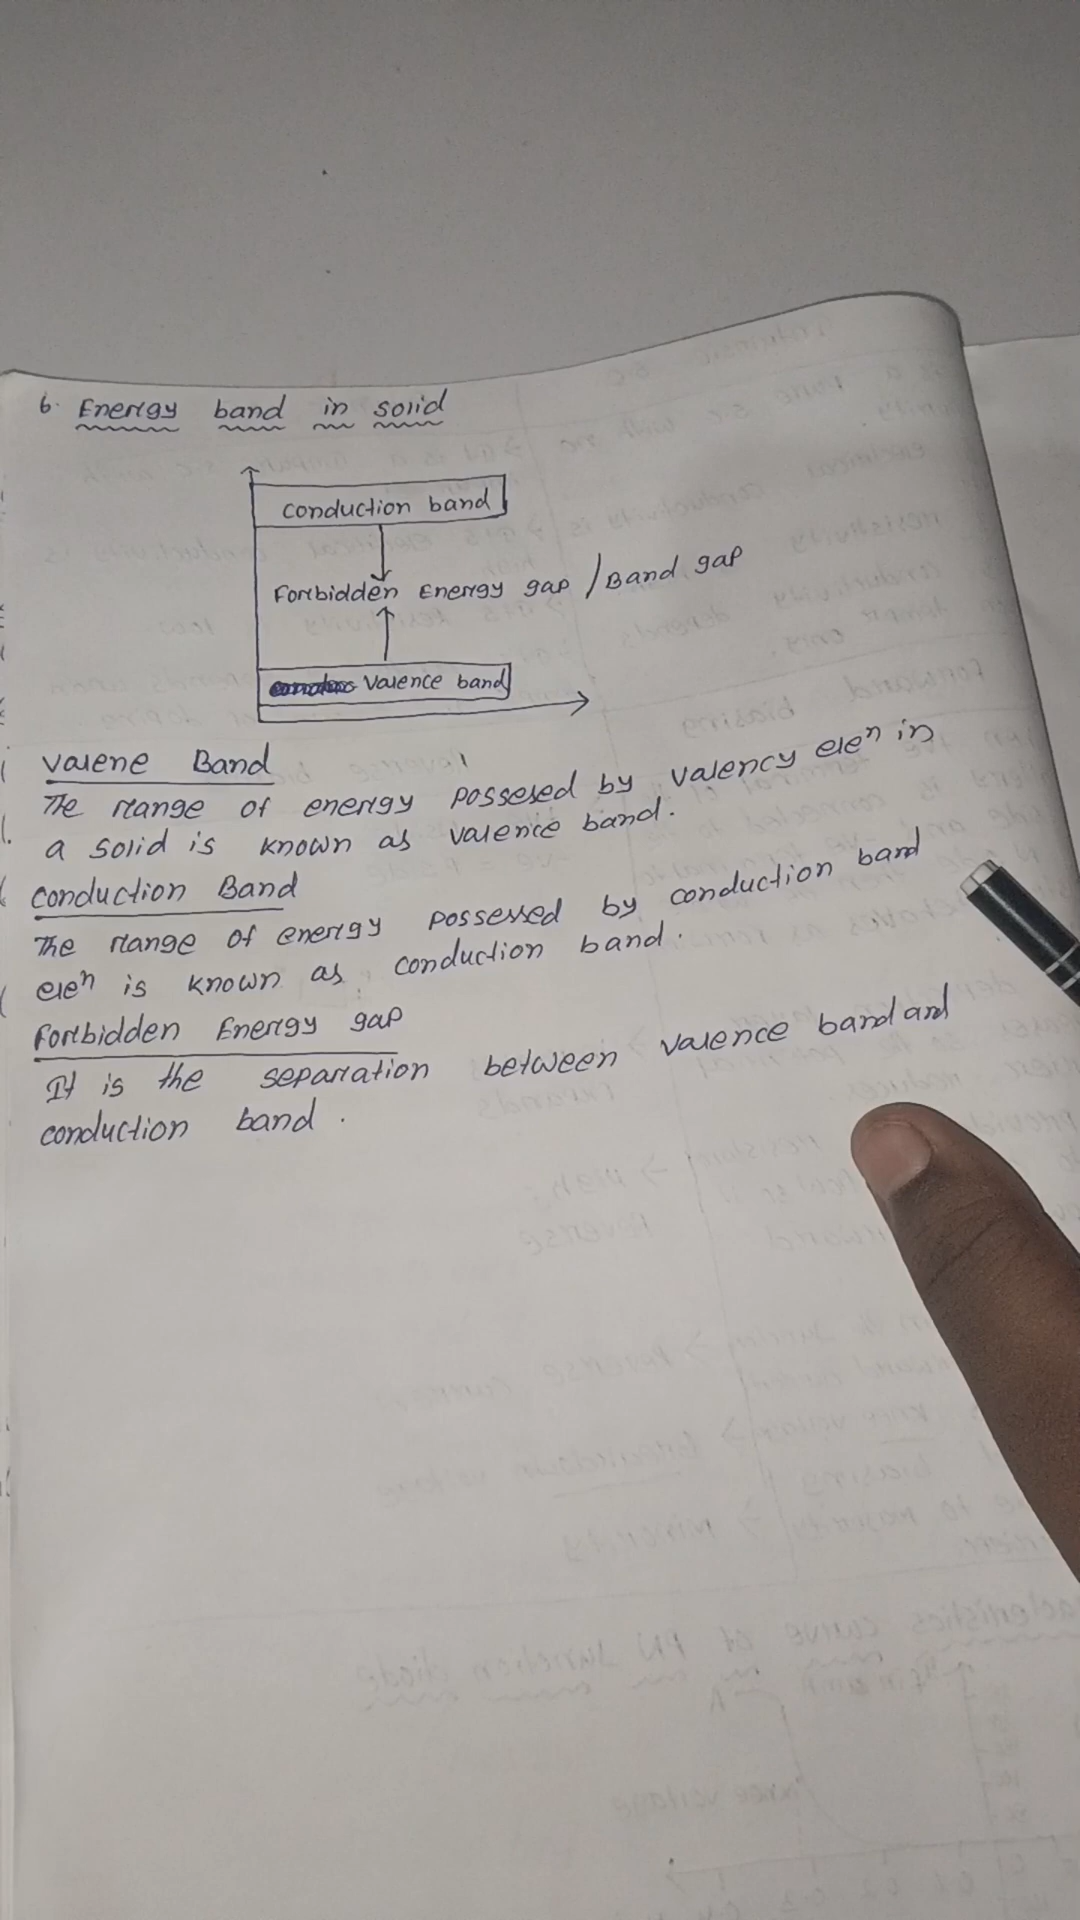 6. Energy band in solid
Conduction band
Forbidden Energy gap / Band gap
Valence band
Valene Band
The range of energy possesed by valency eleⁿ in
a solid is known as valence band.
Conduction Band
The range of energy possessed by conduction band
eleⁿ is known as conduction band.
Forbidden Energy gap
It is the separation between valence band and
conduction band.